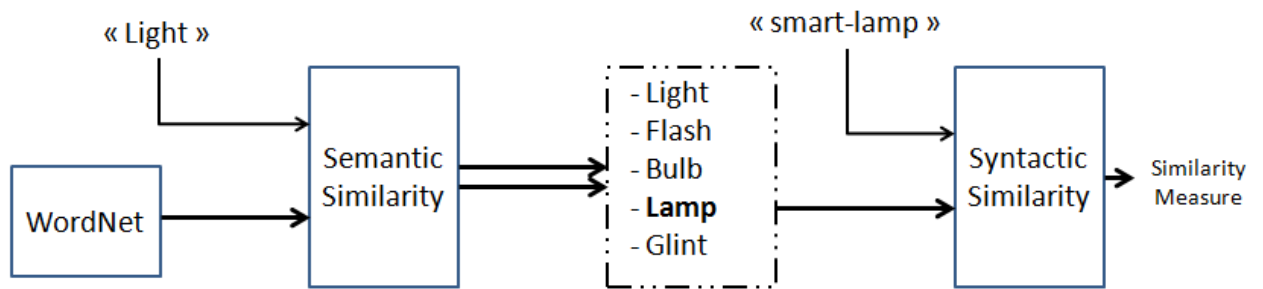 « Light »
« smart-lamp »
WordNet
Semantic
Similarity
- Light
- Flash
- Bulb
- Lamp
- Glint
Syntactic
Similarity
Similarity
Measure